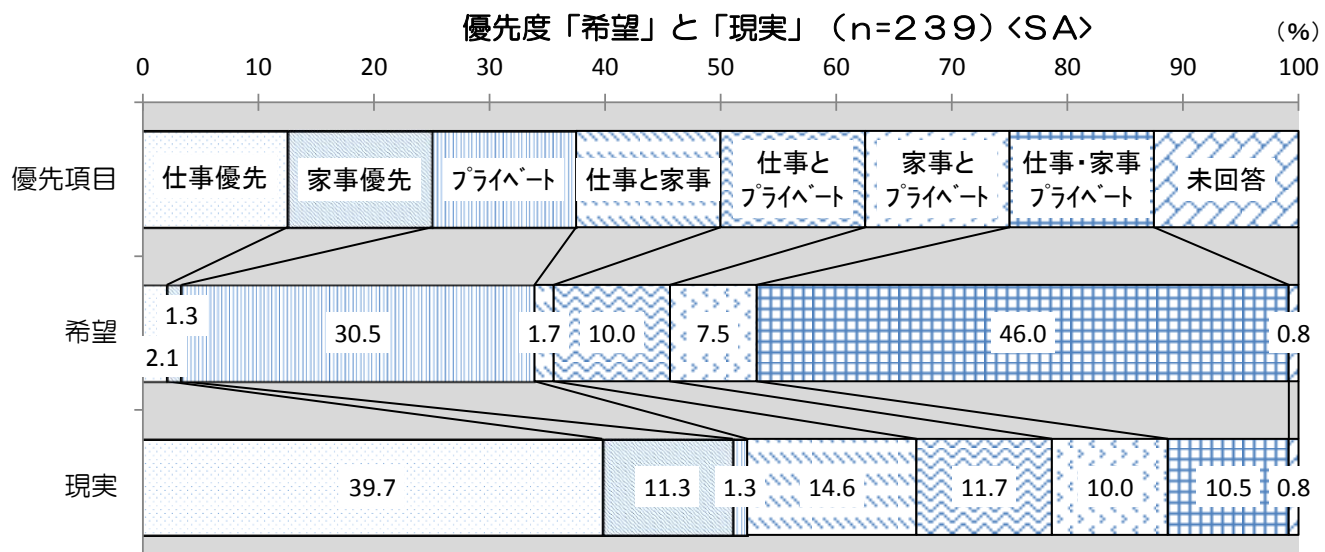 優先度「希望」と「現実」（n=239）<SA>
（%）
0 10 20 30 40 50 60 70 80 90 100
優先項目
仕事優先
家事優先
プライベート
仕事と家事
仕事と
プライベート
家事と
プライベート
仕事・家事
プライベート
未回答
希望
2.1
1.3
30.5
1.7
10.0
7.5
46.0
0.8
現実
39.7
11.3
1.3
14.6
11.7
10.0
10.5
0.8